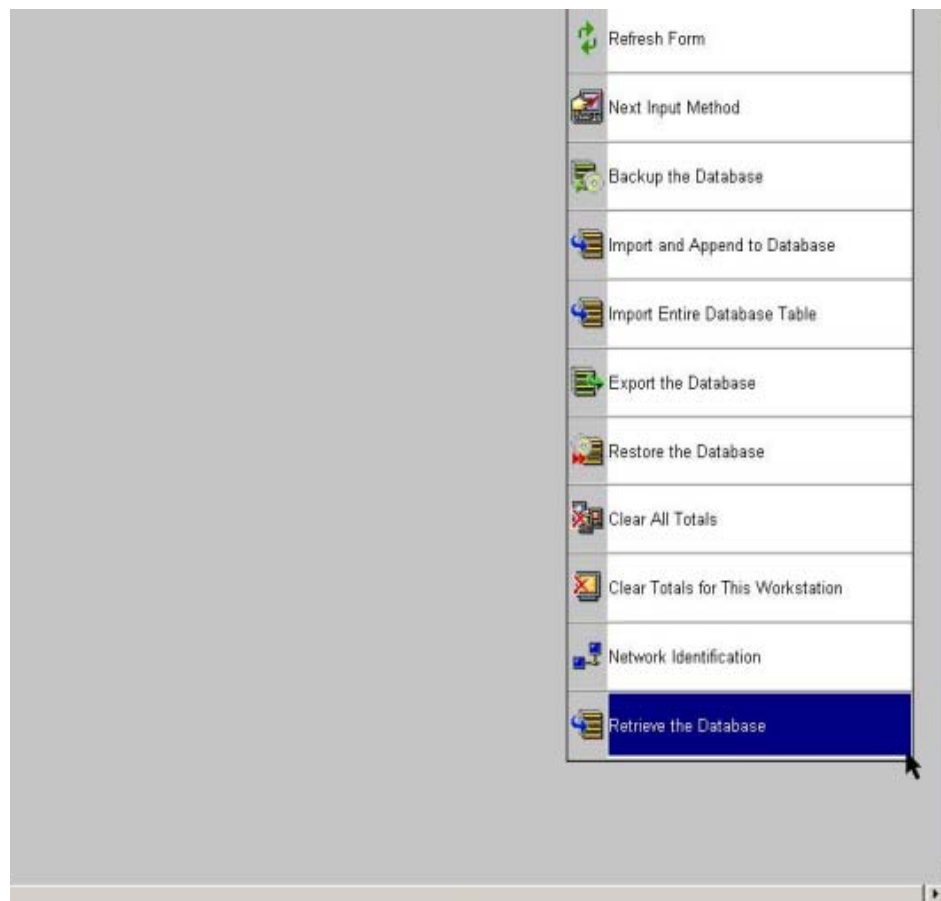 Refresh Form
Next Input Method
Backup the Database
Import and Append to Database
Import Entire Database Table
Export the Database
Restore the Database
Clear All Totals
Clear Totals for This Workstation
Network Identification
Retrieve the Database